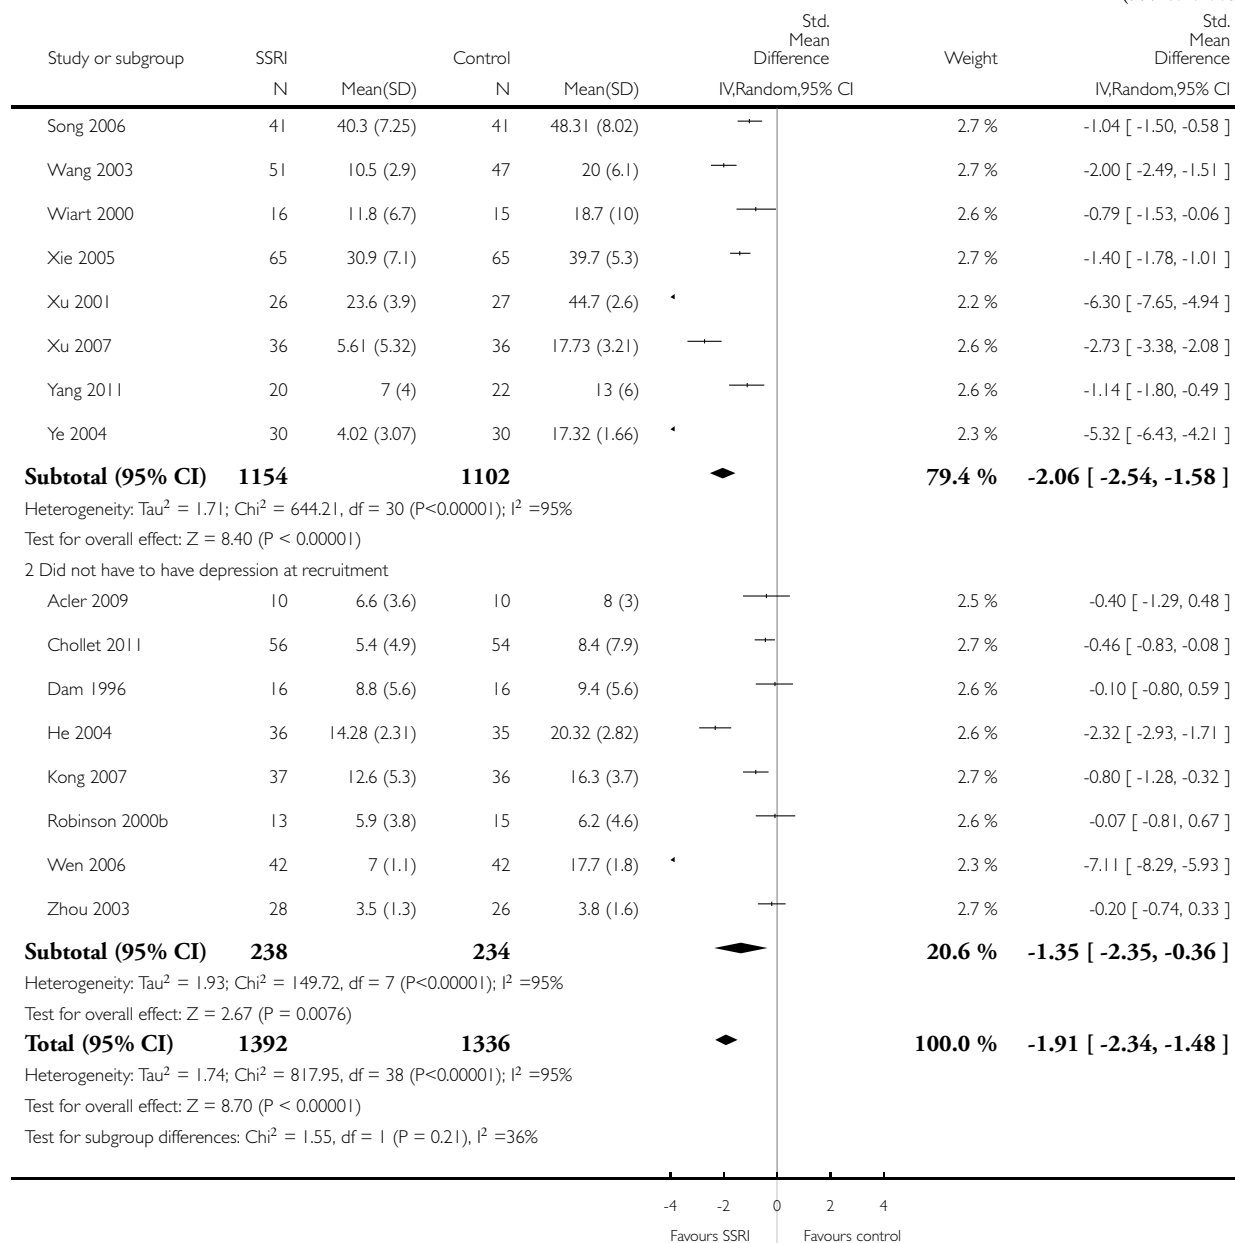 Std.
Mean
Difference
Std.
Mean
Difference
Study or subgroup SSRI Control Weight
N Mean(SD) N Mean(SD) IV,Random,95% CI IV,Random,95% CI
Song 2006 41 40.3 (7.25) 41 48.31 (8.02) 2.7 % -1.04 [ -1.50, -0.58 ]
Wang 2003 51 10.5 (2.9) 47 20 (6.1) 2.7 % -2.00 [ -2.49, -1.51 ]
Wiart 2000 16 11.8 (6.7) 15 18.7 (10) 2.6 % -0.79 [ -1.53, -0.06 ]
Xie 2005 65 30.9 (7.1) 65 39.7 (5.3) 2.7 % -1.40 [ -1.78, -1.01 ]
Xu 2001 26 23.6 (3.9) 27 44.7 (2.6) 2.2 % -6.30 [ -7.65, -4.94 ]
Xu 2007 36 5.61 (5.32) 36 17.73 (3.21) 2.6 % -2.73 [ -3.38, -2.08 ]
Yang 2011 20 7 (4) 22 13 (6) 2.6 % -1.14 [ -1.80, -0.49 ]
Ye 2004 30 4.02 (3.07) 30 17.32 (1.66) 2.3 % -5.32 [ -6.43, -4.21 ]
Subtotal (95% CI) 1154 1102 79.4 % -2.06 [ -2.54, -1.58 ]
Heterogeneity: Tau² = 1.71; Chi² = 644.21, df = 30 (P<0.00001); I² =95%
Test for overall effect: Z = 8.40 (P < 0.00001)
2 Did not have to have depression at recruitment
Acler 2009 10 6.6 (3.6) 10 8 (3) 2.5 % -0.40 [ -1.29, 0.48 ]
Chollet 2011 56 5.4 (4.9) 54 8.4 (7.9) 2.7 % -0.46 [ -0.83, -0.08 ]
Dam 1996 16 8.8 (5.6) 16 9.4 (5.6) 2.6 % -0.10 [ -0.80, 0.59 ]
He 2004 36 14.28 (2.31) 35 20.32 (2.82) 2.6 % -2.32 [ -2.93, -1.71 ]
Kong 2007 37 12.6 (5.3) 36 16.3 (3.7) 2.7 % -0.80 [ -1.28, -0.32 ]
Robinson 2000b 13 5.9 (3.8) 15 6.2 (4.6) 2.6 % -0.07 [ -0.81, 0.67 ]
Wen 2006 42 7 (1.1) 42 17.7 (1.8) 2.3 % -7.11 [ -8.29, -5.93 ]
Zhou 2003 28 3.5 (1.3) 26 3.8 (1.6) 2.7 % -0.20 [ -0.74, 0.33 ]
Subtotal (95% CI) 238 234 20.6 % -1.35 [ -2.35, -0.36 ]
Heterogeneity: Tau² = 1.93; Chi² = 149.72, df = 7 (P<0.00001); I² =95%
Test for overall effect: Z = 2.67 (P = 0.0076)
Total (95% CI) 1392 1336 100.0 % -1.91 [ -2.34, -1.48 ]
Heterogeneity: Tau² = 1.74; Chi² = 817.95, df = 38 (P<0.00001); I² =95%
Test for overall effect: Z = 8.70 (P < 0.00001)
Test for subgroup differences: Chi² = 1.55, df = 1 (P = 0.21), I² =36%
-4 -2 0 2 4
Favours SSRI Favours control